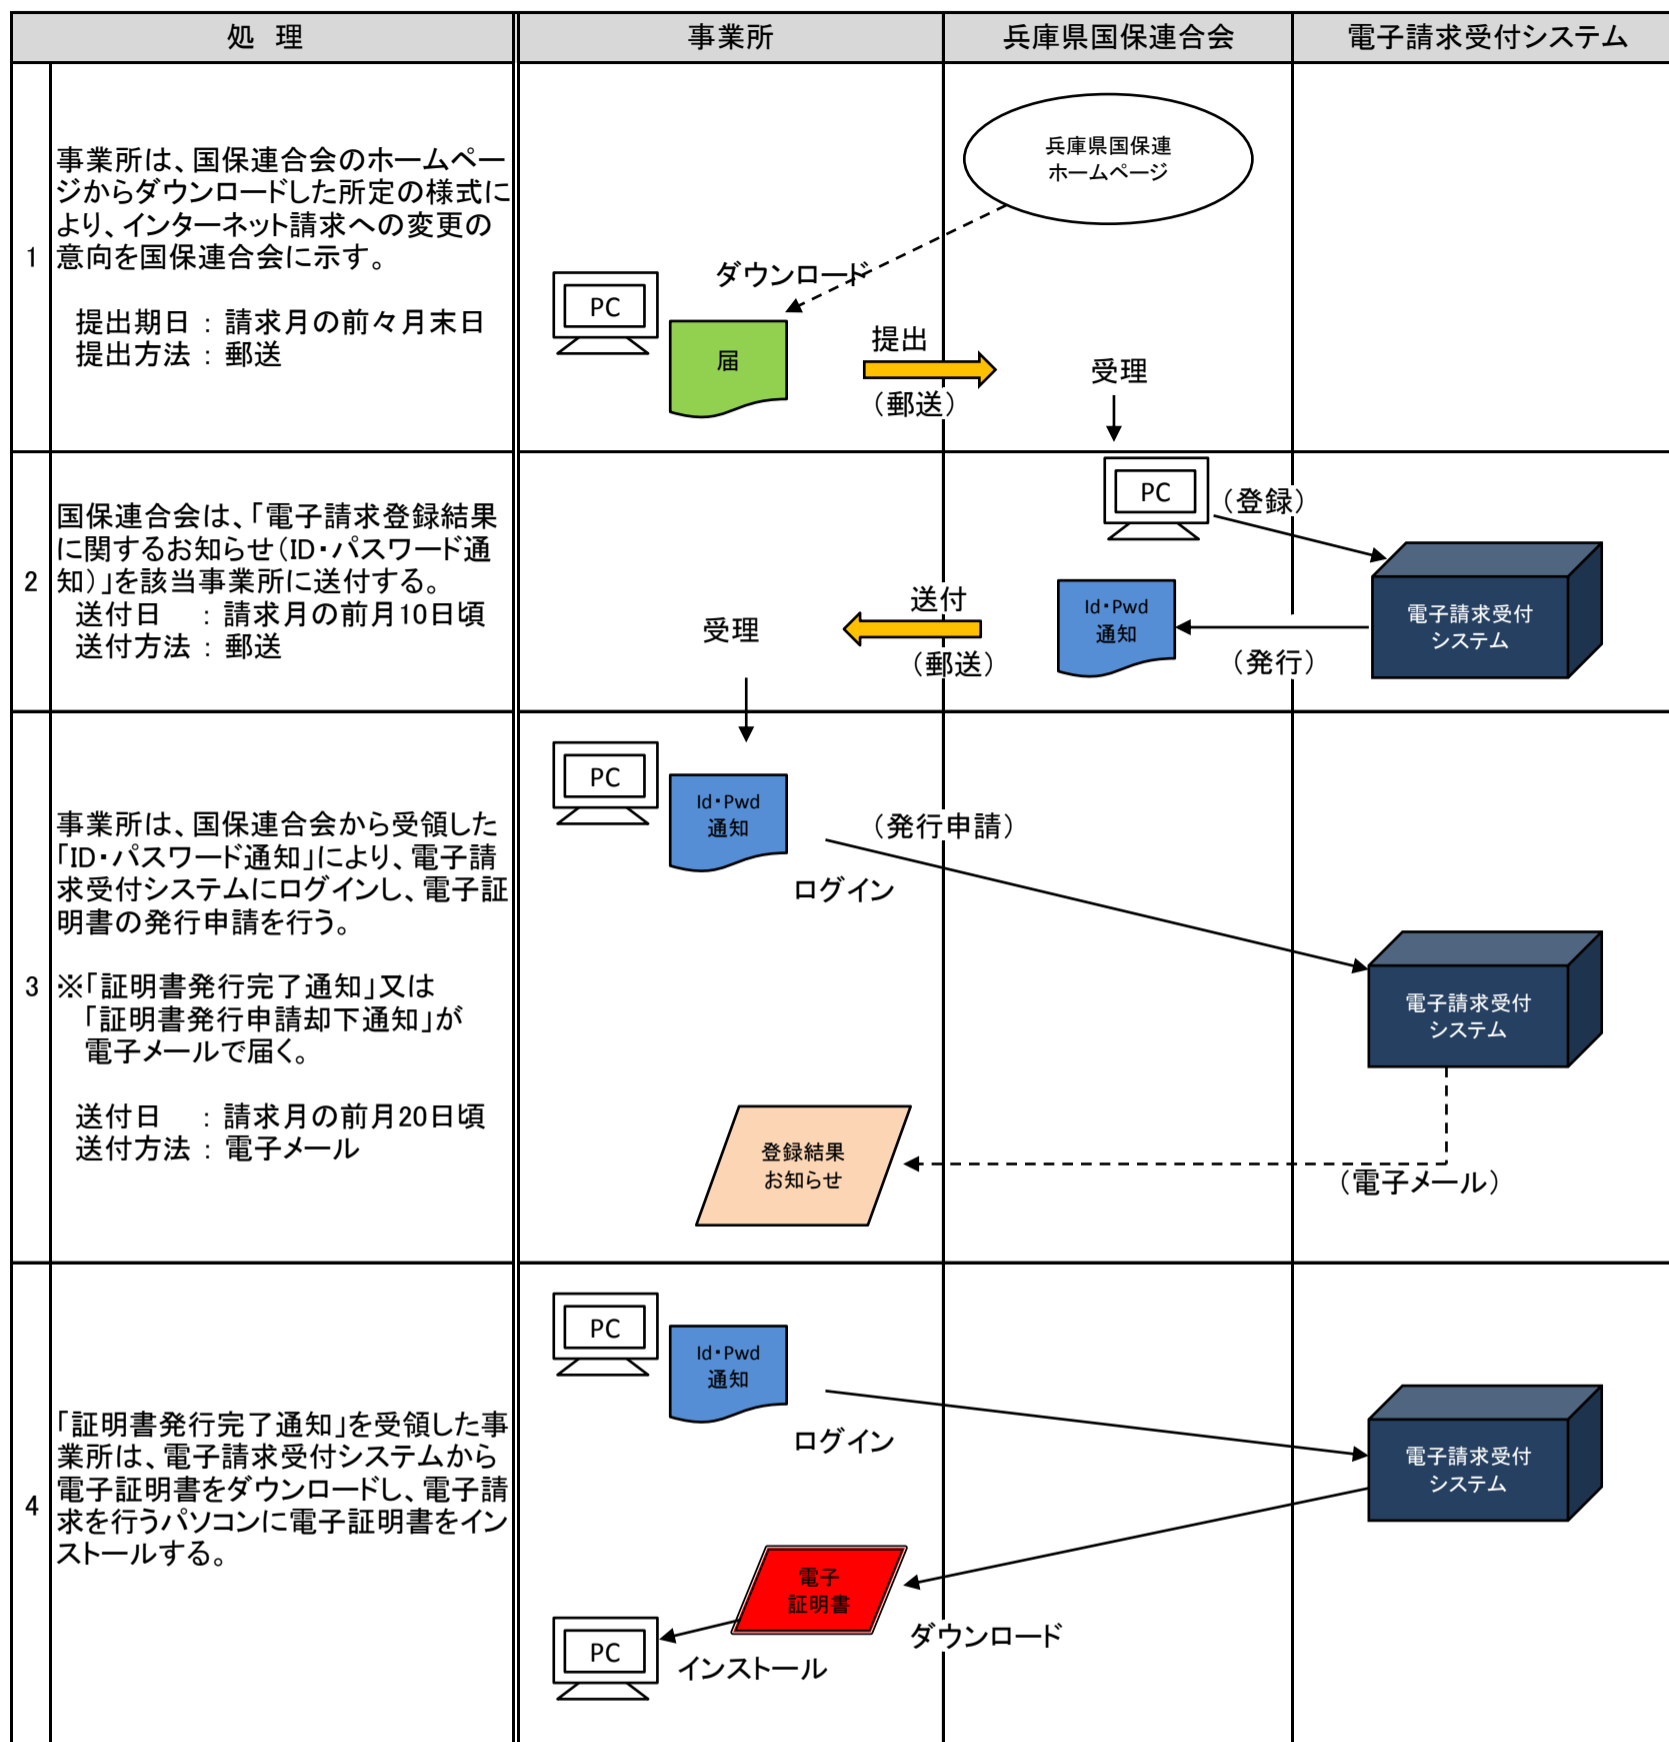 処 理
事業所
兵庫県国保連合会
電子請求受付システム
1
事業所は、国保連合会のホームペー
ジからダウンロードした所定の様式に
より、インターネット請求への変更の
意向を国保連合会に示す。
提出期日 : 請求月の前々月末日
提出方法 : 郵送
兵庫県国保連
ホームページ
ダウンロード
PC
届
提出
(郵送)
受理
2
国保連合会は、「電子請求登録結果
に関するお知らせ(ID・パスワード通
知)」を該当事業所に送付する。
送付日 : 請求月の前月10日頃
送付方法 : 郵送
PC
(登録)
電子請求受付
システム
(発行)
Id・Pwd
通知
送付
(郵送)
受理
3
事業所は、国保連合会から受領した
「ID・パスワード通知」により、電子請
求受付システムにログインし、電子証
明書の発行申請を行う。
※「証明書発行完了通知」又は
「証明書発行申請却下通知」が
電子メールで届く。
送付日 : 請求月の前月20日頃
送付方法 : 電子メール
PC
Id・Pwd
通知
(発行申請)
ログイン
電子請求受付
システム
登録結果
お知らせ
(電子メール)
4
「証明書発行完了通知」を受領した事
業所は、電子請求受付システムから
電子証明書をダウンロードし、電子請
求を行うパソコンに電子証明書をイン
ストールする。
PC
Id・Pwd
通知
ログイン
電子請求受付
システム
電子
証明書
ダウンロード
PC
インストール